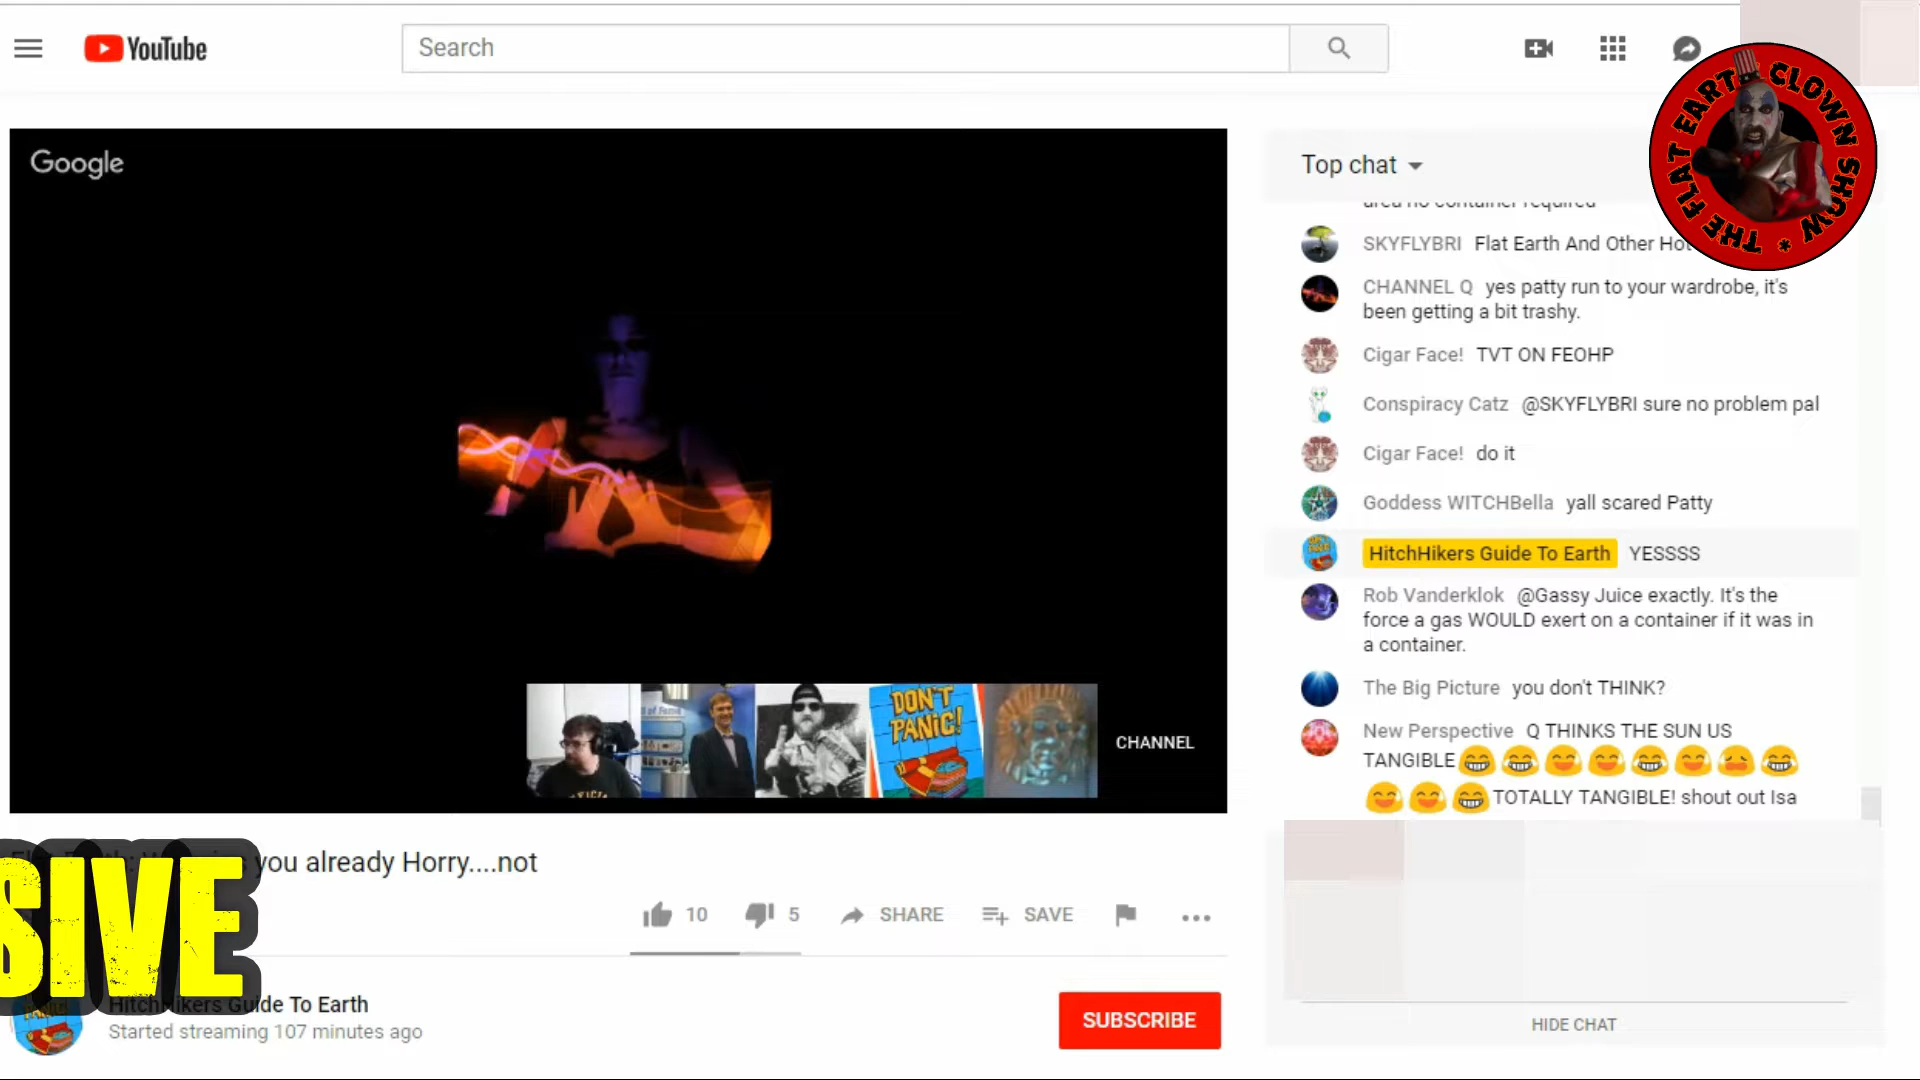 YouTube
Search
THE FLAT EARTH CLOWN SHOW *
Google
Top chat
area no container required
SKYFLYBRI Flat Earth And Other
CHANNEL Q yes patty run to your wardrobe, it's
been getting a bit trashy.
Cigar Face! TVT ON FEOHP
Conspiracy Catz @SKYFLYBRI sure no problem pal
Cigar Face! do it
Goddess WITCHBella yall scared Patty
HitchHikers Guide To Earth YESSSS
Rob Vanderklok @Gassy Juice exactly. It's the
force a gas WOULD exert on a container if it was in
a container.
The Big Picture you don't THINK?
New Perspective Q THINKS THE SUN US
TANGIBLE 😂😂😅😅😂😅😩😂
😅😅😂 TOTALLY TANGIBLE! shout out Isa
DON'T
PANIC!
CHANNEL
you already Horry....not
SIVE
10 5 SHARE SAVE
HitchHikers Guide To Earth
Started streaming 107 minutes ago
SUBSCRIBE
HIDE CHAT